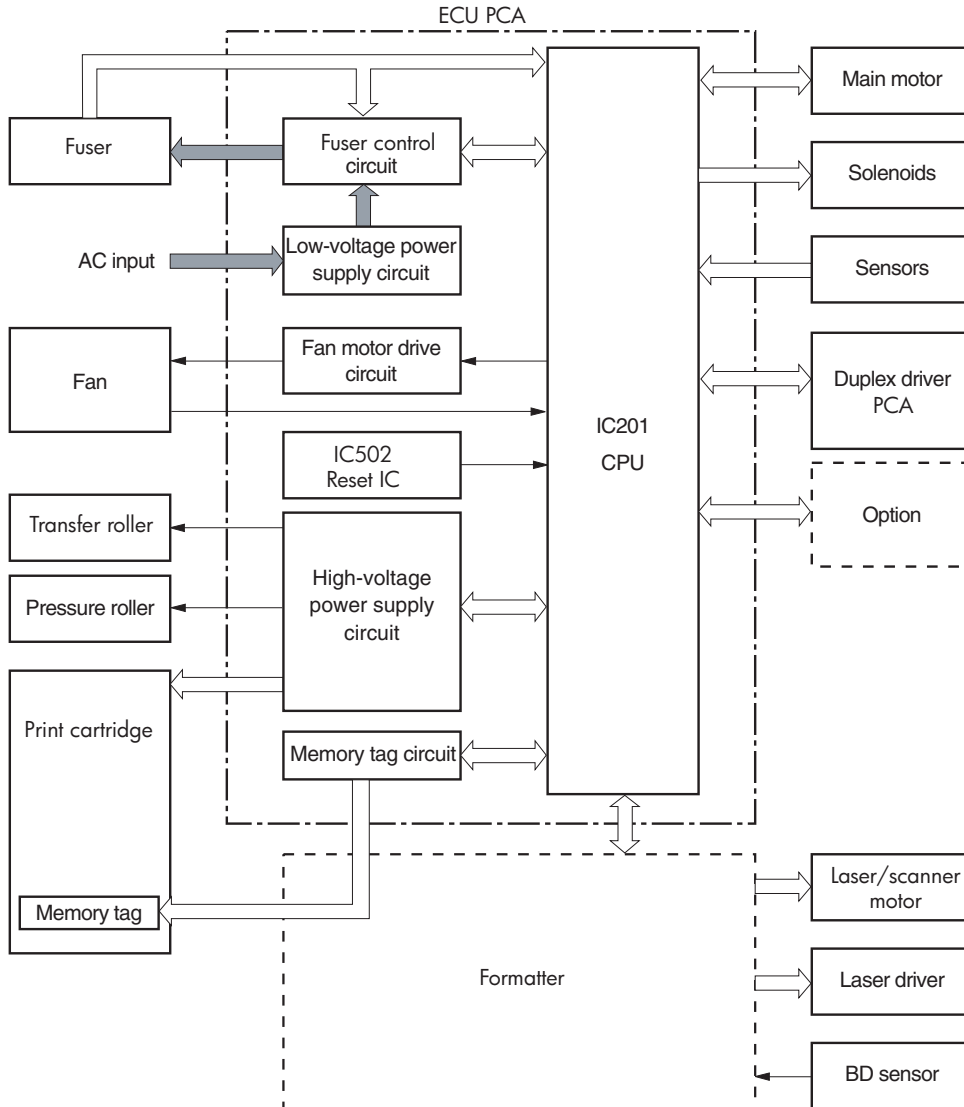 ECU PCA
Main motor
Fuser
Fuser control
circuit
Solenoids
AC input
Low-voltage power
supply circuit
Sensors
Fan
Fan motor drive
circuit
Duplex driver
PCA
IC201
CPU
IC502
Reset IC
Option
Transfer roller
Pressure roller
High-voltage
power supply
circuit
Print cartridge
Memory tag circuit
Memory tag
Laser/scanner
motor
Formatter
Laser driver
BD sensor